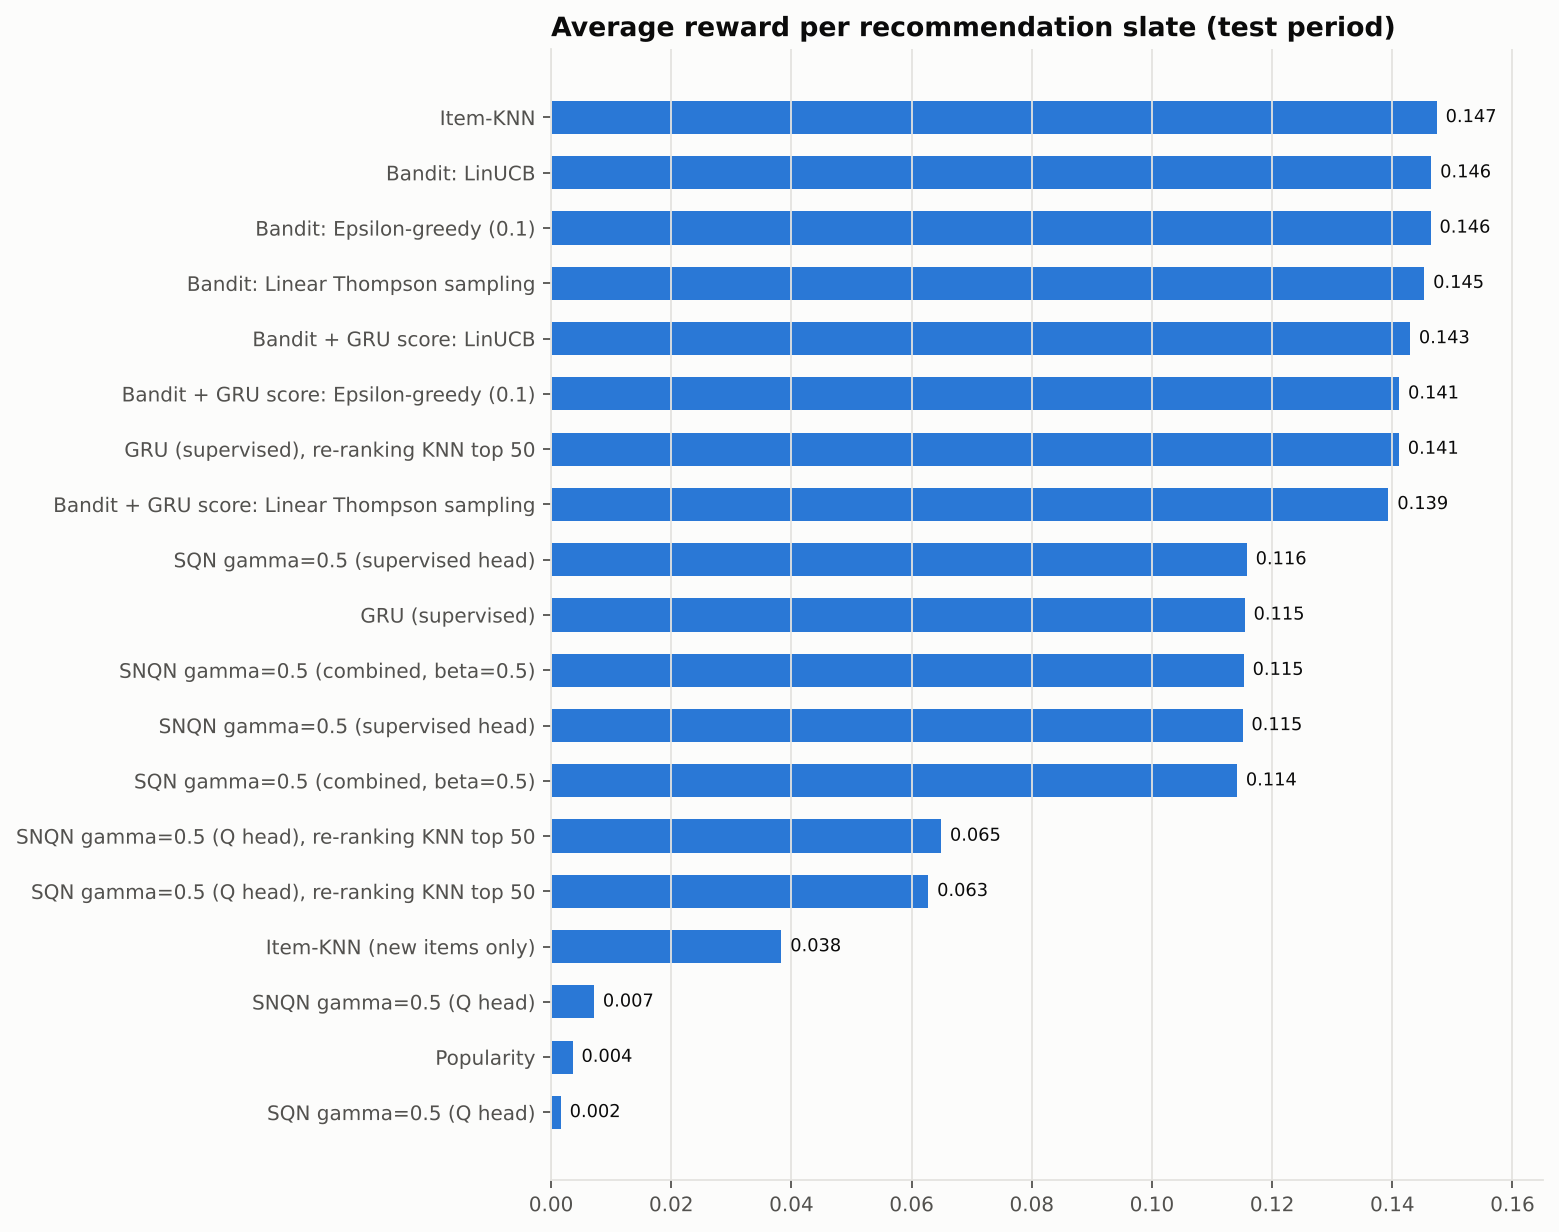 Average reward per recommendation slate (test period)
Item-KNN 0.147
Bandit: LinUCB 0.146
Bandit: Epsilon-greedy (0.1) 0.146
Bandit: Linear Thompson sampling 0.145
Bandit + GRU score: LinUCB 0.143
Bandit + GRU score: Epsilon-greedy (0.1) 0.141
GRU (supervised), re-ranking KNN top 50 0.141
Bandit + GRU score: Linear Thompson sampling 0.139
SQN gamma=0.5 (supervised head) 0.116
GRU (supervised) 0.115
SNQN gamma=0.5 (combined, beta=0.5) 0.115
SNQN gamma=0.5 (supervised head) 0.115
SQN gamma=0.5 (combined, beta=0.5) 0.114
SNQN gamma=0.5 (Q head), re-ranking KNN top 50 0.065
SQN gamma=0.5 (Q head), re-ranking KNN top 50 0.063
Item-KNN (new items only) 0.038
SNQN gamma=0.5 (Q head) 0.007
Popularity 0.004
SQN gamma=0.5 (Q head) 0.002
0.00 0.02 0.04 0.06 0.08 0.10 0.12 0.14 0.16